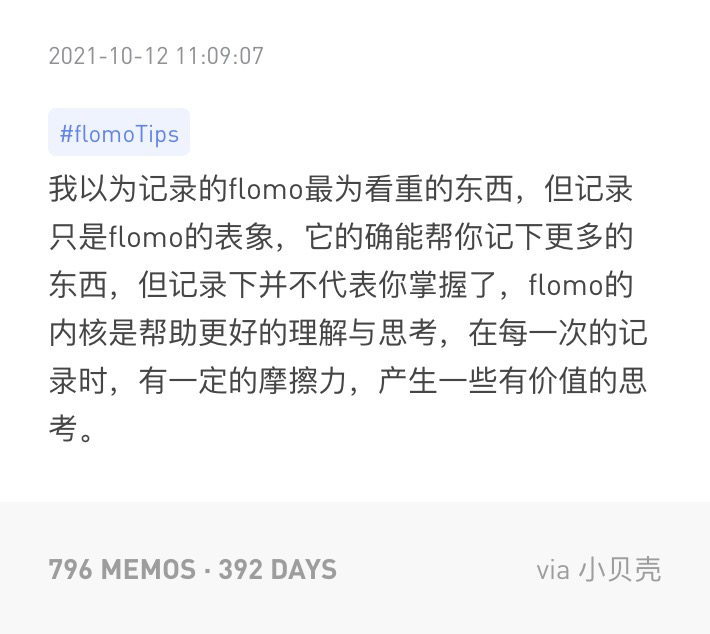 2021-10-12 11:09:07
#flomoTips
我以为记录的flomo最为看重的东西，但记录
只是flomo的表象，它的确能帮你记下更多的
东西，但记录下并不代表你掌握了，flomo的
内核是帮助更好的理解与思考，在每一次的记
录时，有一定的摩擦力，产生一些有价值的思
考。
796 MEMOS · 392 DAYS
via 小贝壳